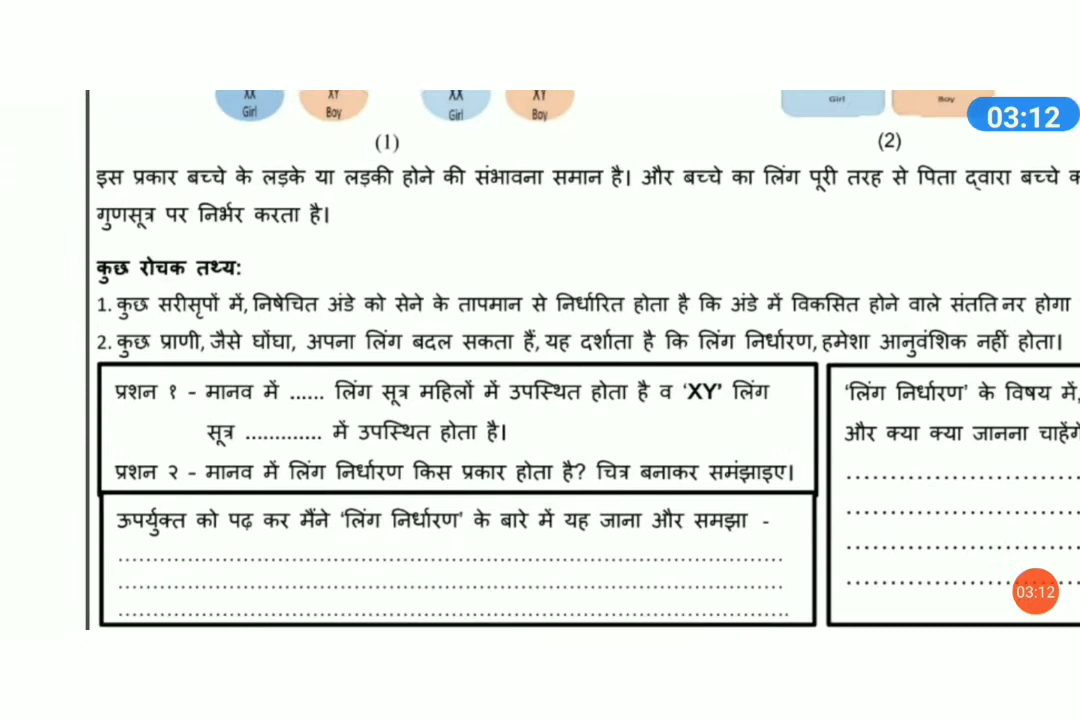 XX XY XX XY
Girl Boy Girl Boy Girl Boy
03:12
(1) (2)
इस प्रकार बच्चे के लड़के या लड़की होने की संभावना समान है। और बच्चे का लिंग पूरी तरह से पिता द्वारा बच्चे
गुणसूत्र पर निर्भर करता है।
कुछ रोचक तथ्य:
1. कुछ सरीसृपों में, निषेचित अंडे को सेने के तापमान से निर्धारित होता है कि अंडे में विकसित होने वाले संतति नर होगा
2. कुछ प्राणी, जैसे घोंघा, अपना लिंग बदल सकता हैं, यह दर्शाता है कि लिंग निर्धारण, हमेशा आनुवंशिक नहीं होता।
प्रशन १ - मानव में ...... लिंग सूत्र महिलों में उपस्थित होता है व ‘XY’ लिंग
सूत्र ............. में उपस्थित होता है।
प्रशन २ - मानव में लिंग निर्धारण किस प्रकार होता है? चित्र बनाकर समंझाइए।
ऊपर्युक्त को पढ़ कर मैंने ‘लिंग निर्धारण’ के बारे में यह जाना और समझा -
‘लिंग निर्धारण’ के विषय में,
और क्या क्या जानना चाहेंगे
03:12